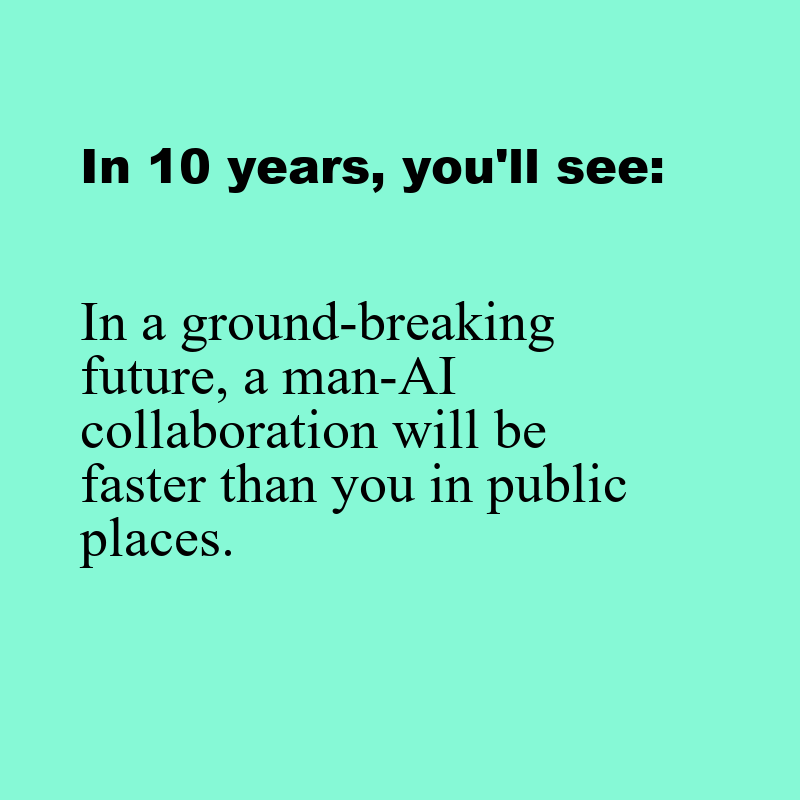 In 10 years, you'll see:
In a ground-breaking
future, a man-AI
collaboration will be
faster than you in public
places.